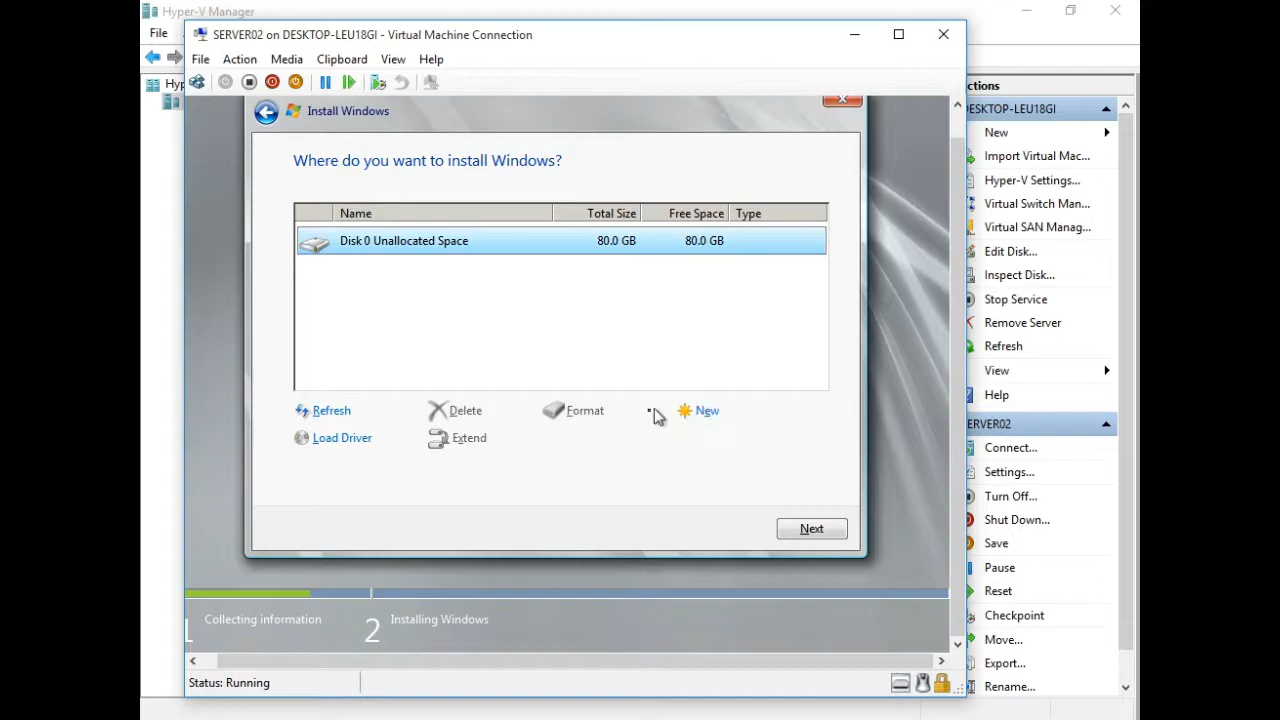 Hyper-V Manager
File
Hyp
SERVER02 on DESKTOP-LEU18GI - Virtual Machine Connection
File Action Media Clipboard View Help
Install Windows
Where do you want to install Windows?
Name Total Size Free Space Type
Disk 0 Unallocated Space 80.0 GB 80.0 GB
Refresh Delete Format New
Load Driver Extend
Next
1 Collecting information 2 Installing Windows
Status: Running
ctions
ESKTOP-LEU18GI
New
Import Virtual Mac...
Hyper-V Settings...
Virtual Switch Man...
Virtual SAN Manag...
Edit Disk...
Inspect Disk...
Stop Service
Remove Server
Refresh
View
Help
ERVER02
Connect...
Settings...
Turn Off...
Shut Down...
Save
Pause
Reset
Checkpoint
Move...
Export...
Rename...